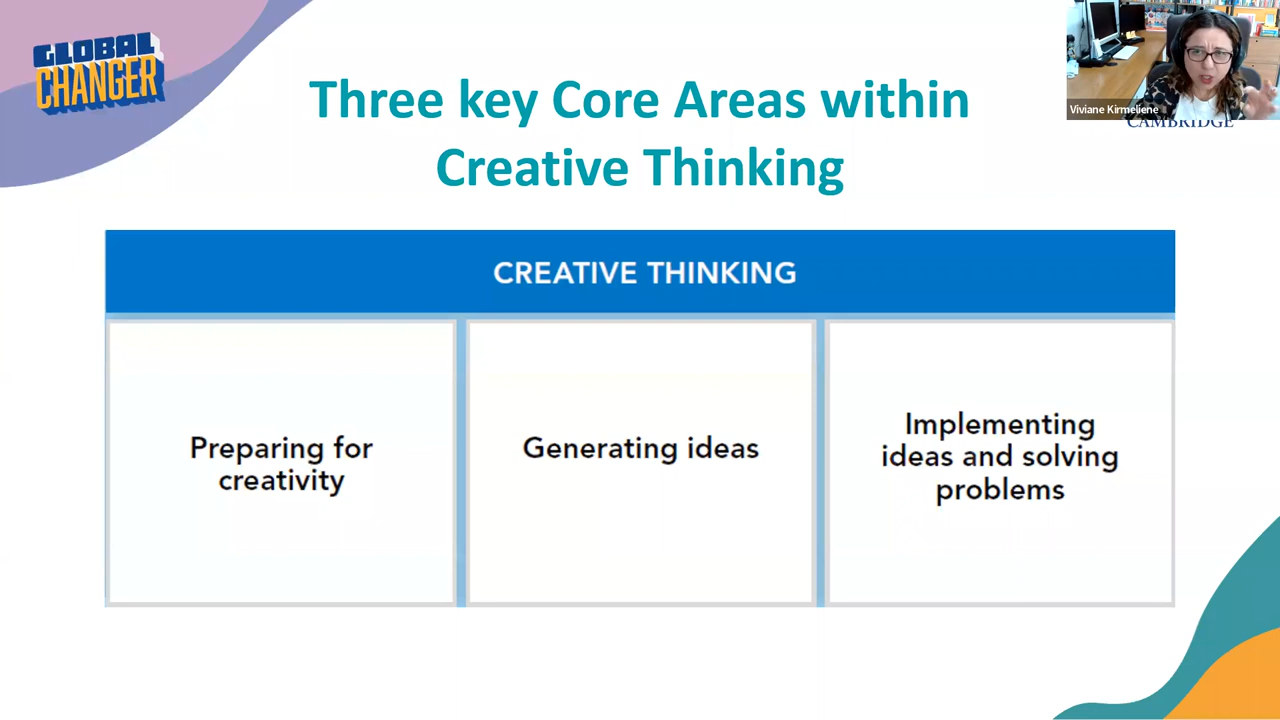 GLOBAL
CHANGER
Three key Core Areas within
Creative Thinking
Viviane Kirmeliene
CAMBRIDGE
CREATIVE THINKING
Preparing for
creativity
Generating ideas
Implementing
ideas and solving
problems